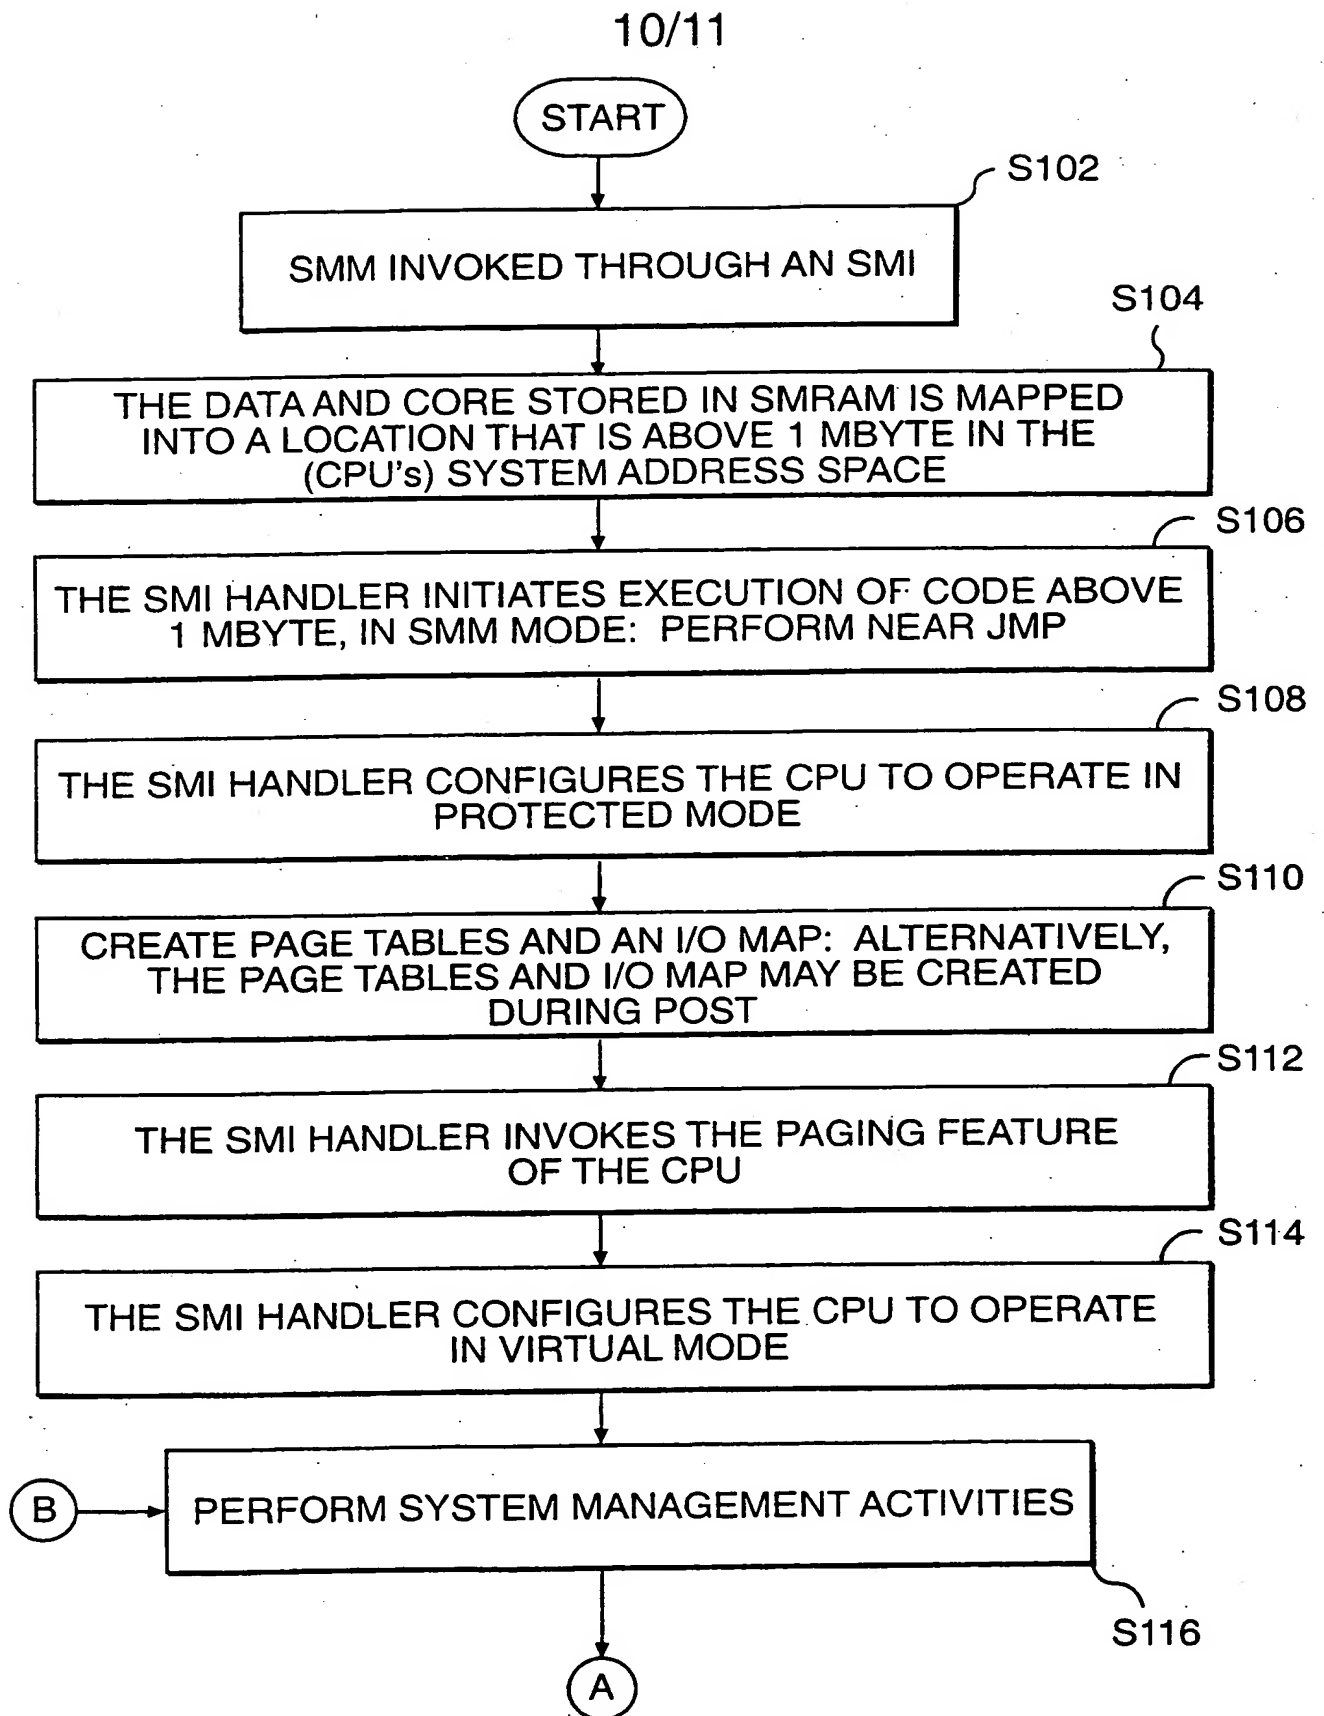 10/11
START
S102
SMM INVOKED THROUGH AN SMI
S104
THE DATA AND CORE STORED IN SMRAM IS MAPPED
INTO A LOCATION THAT IS ABOVE 1 MBYTE IN THE
(CPU's) SYSTEM ADDRESS SPACE
S106
THE SMI HANDLER INITIATES EXECUTION OF CODE ABOVE
1 MBYTE, IN SMM MODE: PERFORM NEAR JMP
S108
THE SMI HANDLER CONFIGURES THE CPU TO OPERATE IN
PROTECTED MODE
S110
CREATE PAGE TABLES AND AN I/O MAP: ALTERNATIVELY,
THE PAGE TABLES AND I/O MAP MAY BE CREATED
DURING POST
S112
THE SMI HANDLER INVOKES THE PAGING FEATURE
OF THE CPU
S114
THE SMI HANDLER CONFIGURES THE CPU TO OPERATE
IN VIRTUAL MODE
B
PERFORM SYSTEM MANAGEMENT ACTIVITIES
S116
A